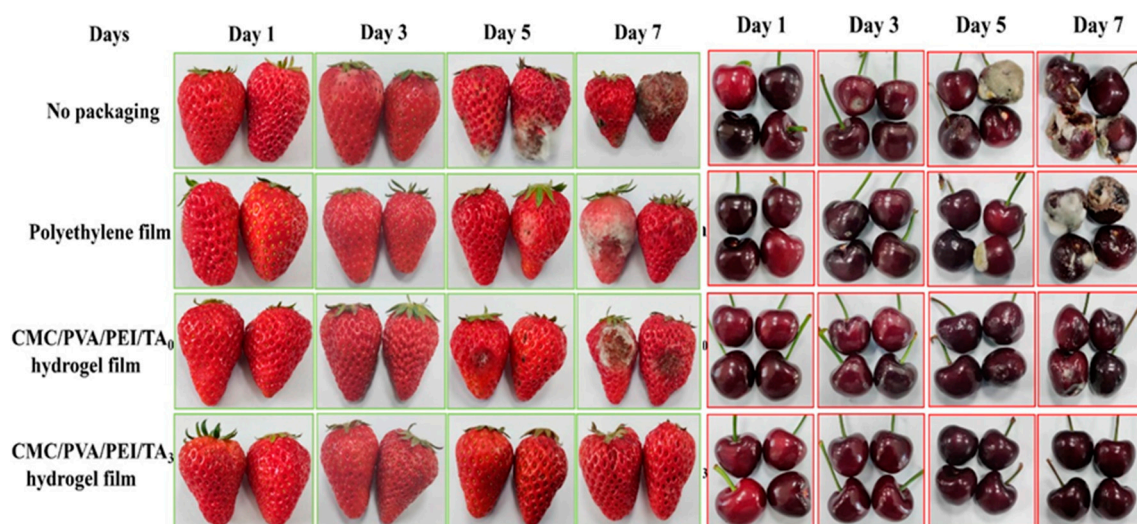 Days Day 1 Day 3 Day 5 Day 7 Day 1 Day 3 Day 5 Day 7
No packaging
Polyethylene film
CMC/PVA/PEI/TA₀
hydrogel film
CMC/PVA/PEI/TA₃
hydrogel film